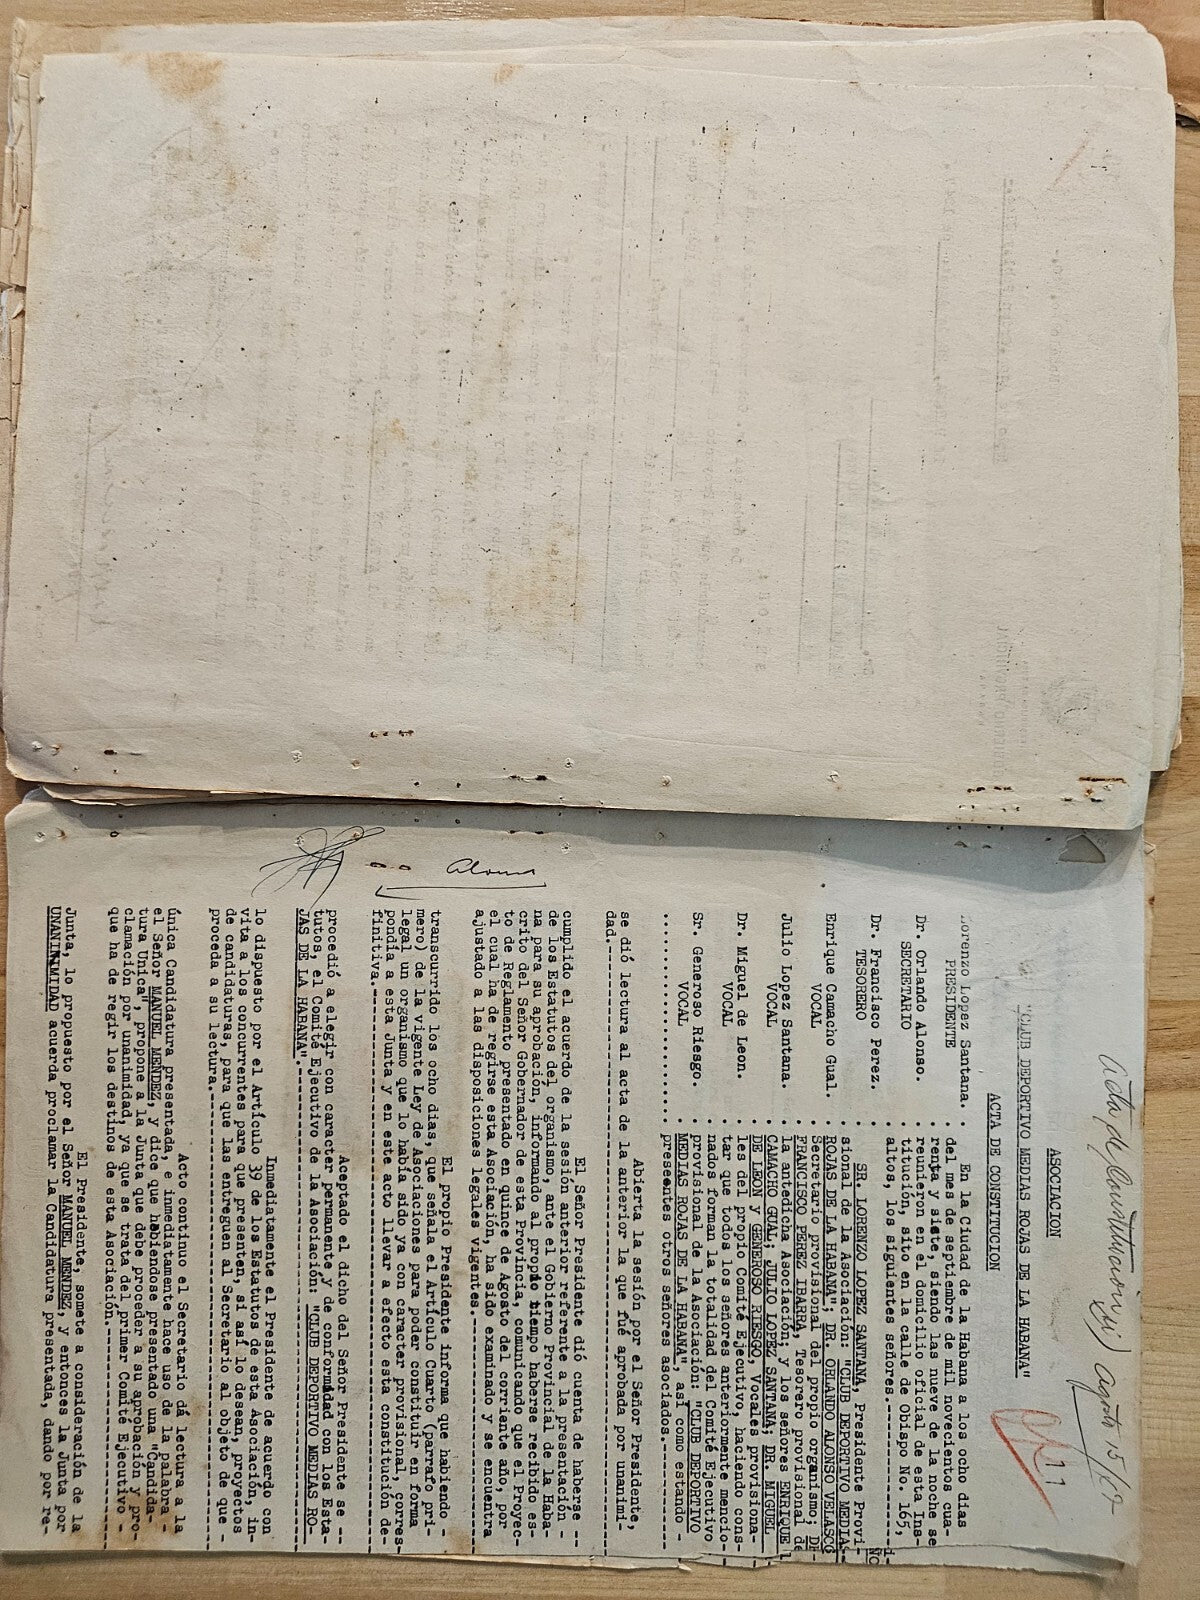 Acta de Constitución
ASOCIACION
"CLUB DEPORTIVO MEDIAS ROJAS DE LA HABANA"
ACTA DE CONSTITUCION
Lorenzo Lopez Santana.
PRESIDENTE
Dr. Orlando Alonso.
SECRETARIO
Dr. Francisco Perez.
TESORERO
Enrique Camacho Gual.
VOCAL
Julio Lopez Santana.
VOCAL
Dr. Miguel de Leon.
VOCAL
Sr. Generoso Riesgo.
VOCAL
En la Ciudad de la Habana a los ocho dias
del mes de septiembre de mil novecientos cua-
renta y siete, siendo las nueve de la noche se
reunieron en el domicilio oficial de esta Ins-
titución, sito en la calle de Obispo No. 165,
altos, los siguientes señores.
SR. LORENZO LOPEZ SANTANA, Presidente Provi-
sional de la Asociación: "CLUB DEPORTIVO MEDIAS
ROJAS DE LA HABANA"; DR. ORLANDO ALONSO VELASCO
Secretario provisional del propio organismo; DR.
FRANCISCO PEREZ IBARRA, Tesorero provisional de
la antedicha Asociación; y los señores ENRIQUE
CAMACHO GUAL; JULIO LOPEZ SANTANA; DR. MIGUEL
DE LEON y GENEROSO RIESGO, Vocales provisiona-
les del propio Comité Ejecutivo, haciendo cons-
tar que todos los señores anteriormente mencio-
nados forman la totalidad del Comité Ejecutivo
provisional de la Asociación: "CLUB DEPORTIVO
MEDIAS ROJAS DE LA HABANA", así como estando -
presentes otros señores asociados.
Abierta la sesión por el Señor Presidente,
se dió lectura al acta de la anterior la que fué aprobada por unanimi-
dad.
El Señor Presidente dió cuenta de haberse --
cumplido el acuerdo de la sesión anterior referente a la presentación -
de los Estatutos del organismo, ante el Gobierno Provincial de la Haba-
na para su aprobación, informando al propio tiempo haberse recibido es-
crito del Señor Gobernador de esta Provincia, comunicando que el Proyec-
to de Reglamento presentado en quince de Agosto del corriente año, por
el cual ha de regirse esta Asociación, ha sido examinado y se encuentra
ajustado a las disposiciones legales vigentes.
El propio Presidente informa que habiendo -
transcurrido los ocho dias, que señala el Artículo Cuarto (parrafo pri-
mero) de la vigente Ley de Asociaciones para poder constituir en forma
legal un organismo que lo había sido ya con caracter provisional, corres-
pondía a esta Junta y en este acto llevar a efecto esta constitución de-
finitiva.
Aceptado el dicho del Señor Presidente se --
procedió a elegir con caracter permanente y de conformidad con los Esta-
tutos, el Comité Ejecutivo de la Asociación: "CLUB DEPORTIVO MEDIAS RO-
JAS DE LA HABANA".
Inmediatamente el Presidente de acuerdo con
lo dispuesto por el Artículo 39 de los Estatutos de esta Asociación, in-
vita a los concurrentes para que presenten, si así lo desean, proyectos
de candidaturas, para que las entreguen al Secretario al objeto de que -
proceda a su lectura.
Acto continuo el Secretario dá lectura a la
única Candidatura presentada, e inmediatamente hace uso de la palabra -
el Señor MANUEL MENDEZ, y dice que habiéndose presentado una "Candida-
tura Unica", propone a la Junta que debe proceder a su aprobación y pro-
clamación por unanimidad, ya que se trata del primer Comité Ejecutivo -
que ha de regir los destinos de esta Asociación.
El Presidente, somete a consideración de la
Junta, lo propuesto por el Señor MANUEL MENDEZ, y entonces la Junta por
UNANIMIDAD acuerda proclamar la Candidatura presentada, dando por re-